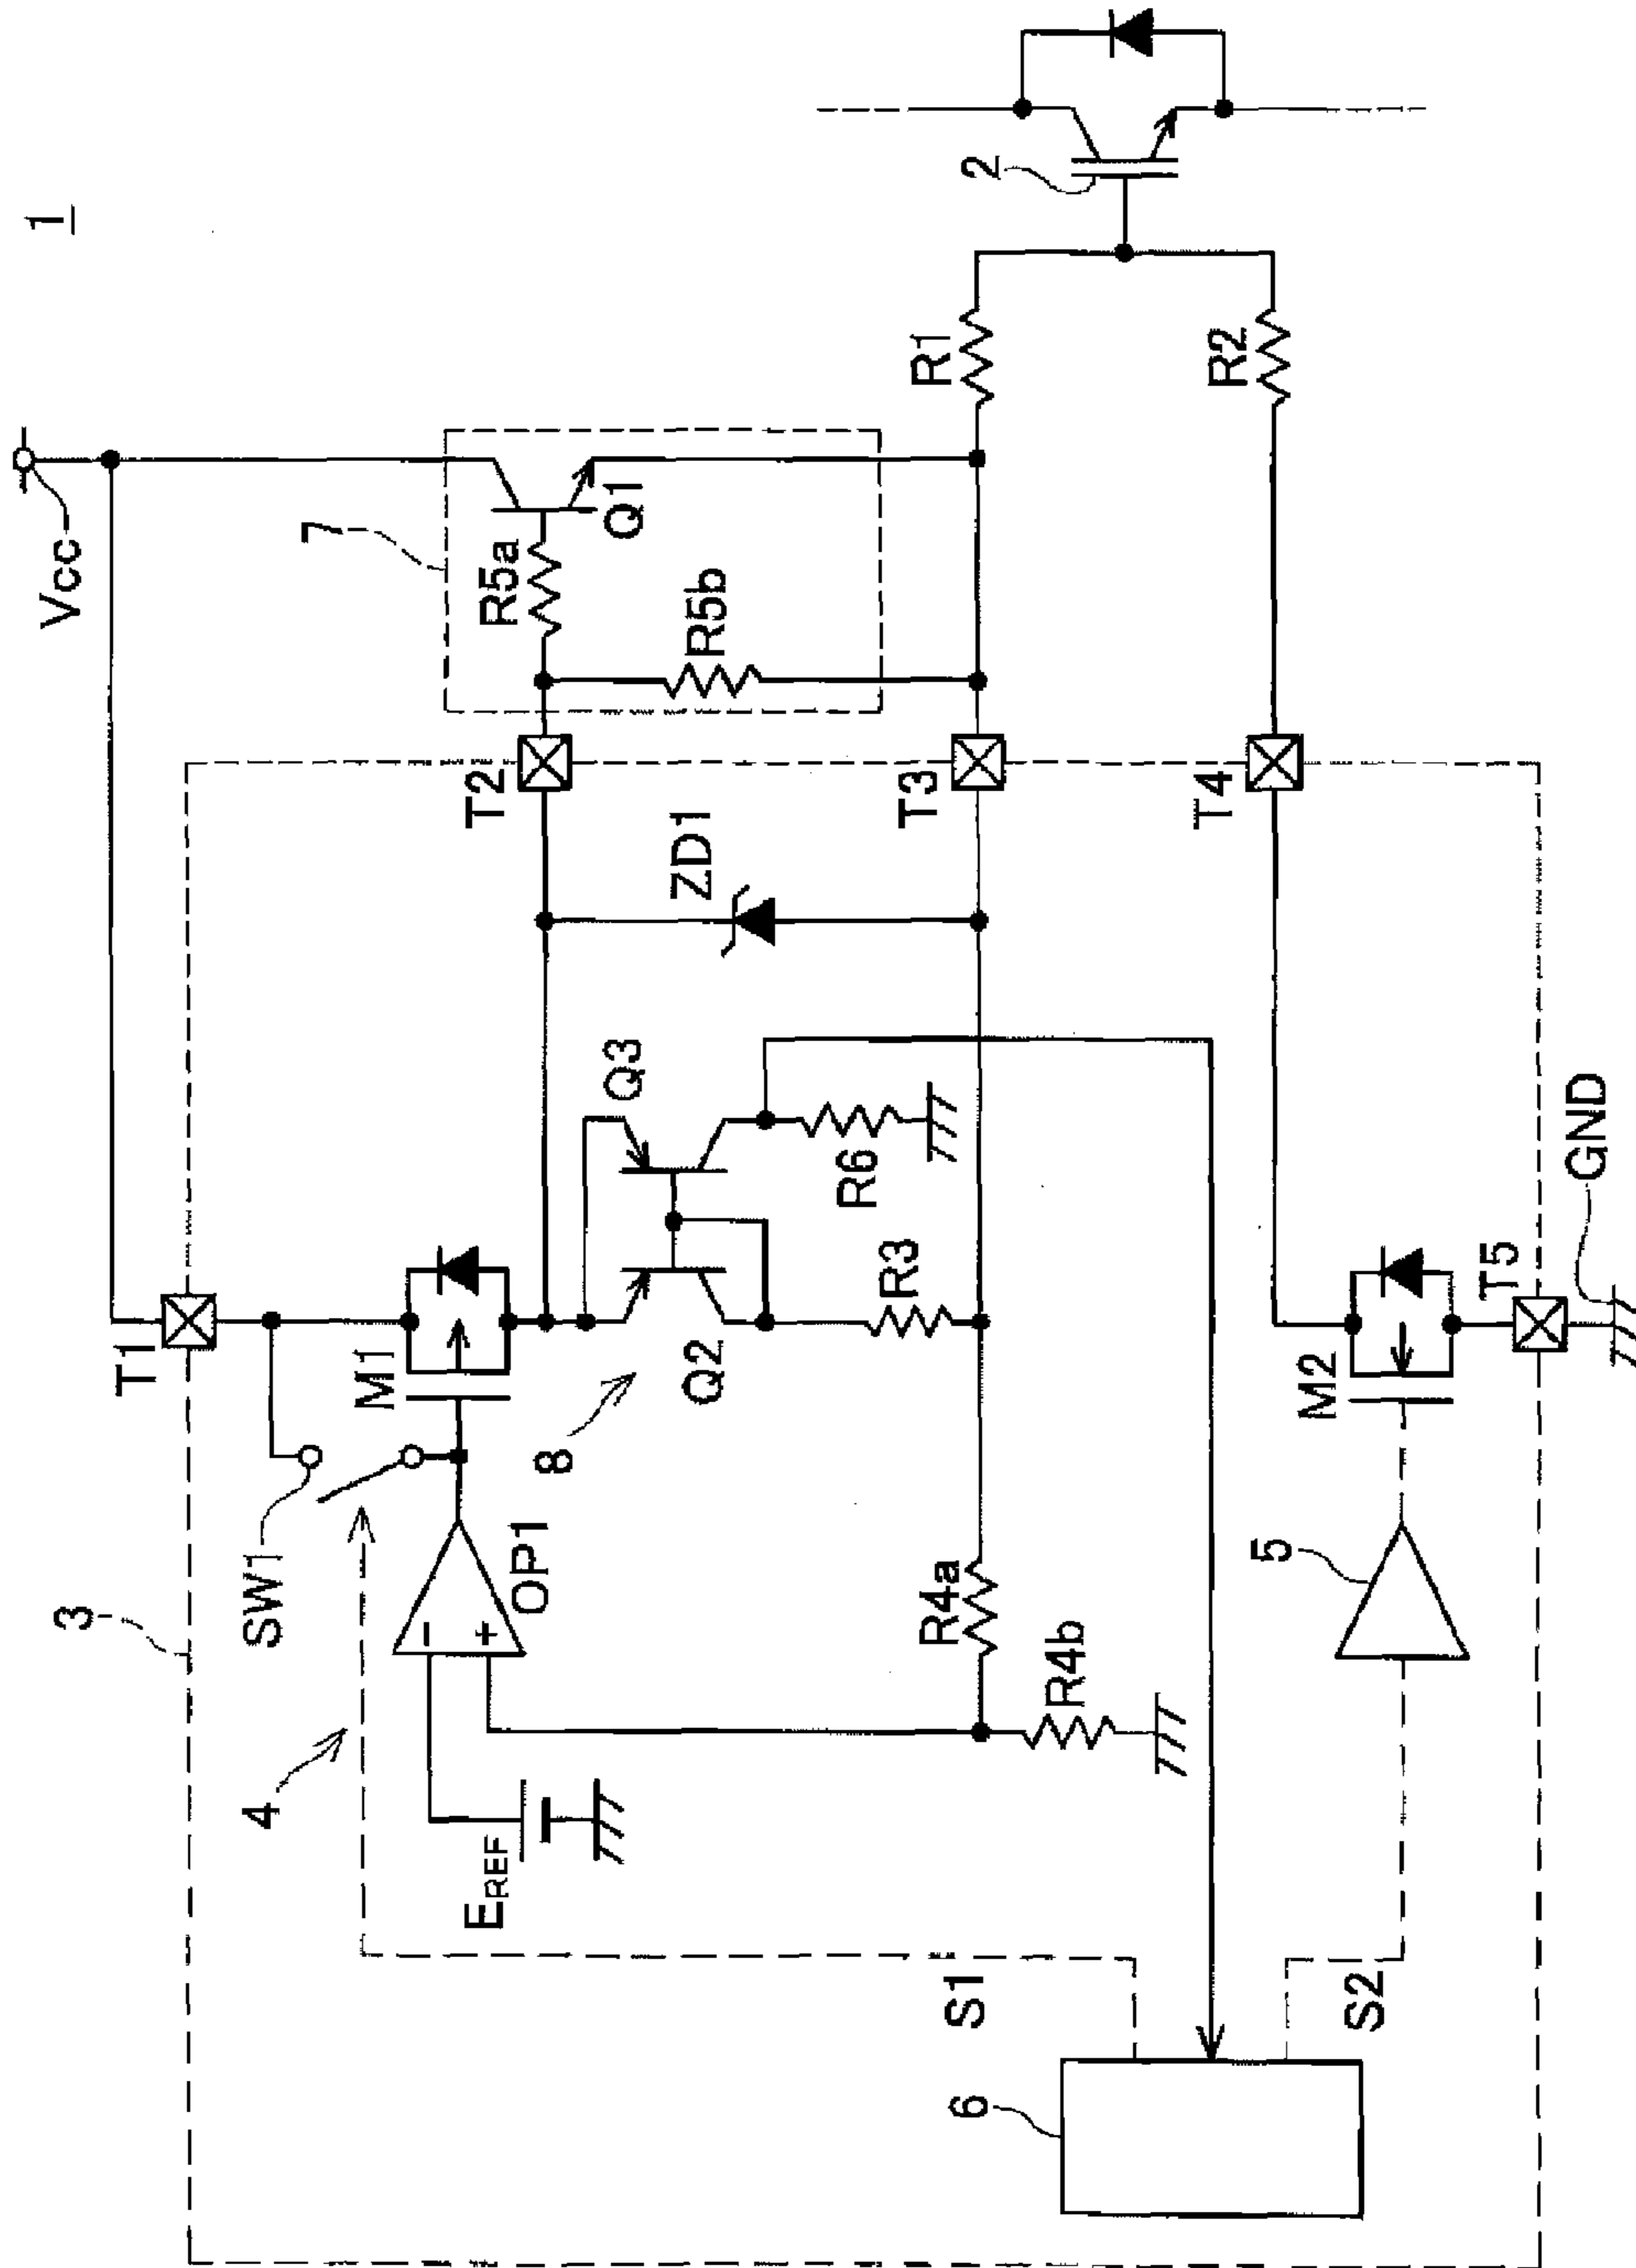 1
Vcc
7
R5a
Q1
R5b
R1
2
R2
T1
T2
T3
T4
T5
GND
3
SW1
M1
4
OP1
−
+
EREF
8
Q2
Q3
R3
R6
ZD1
R4a
R4b
S1
S2
5
M2
6